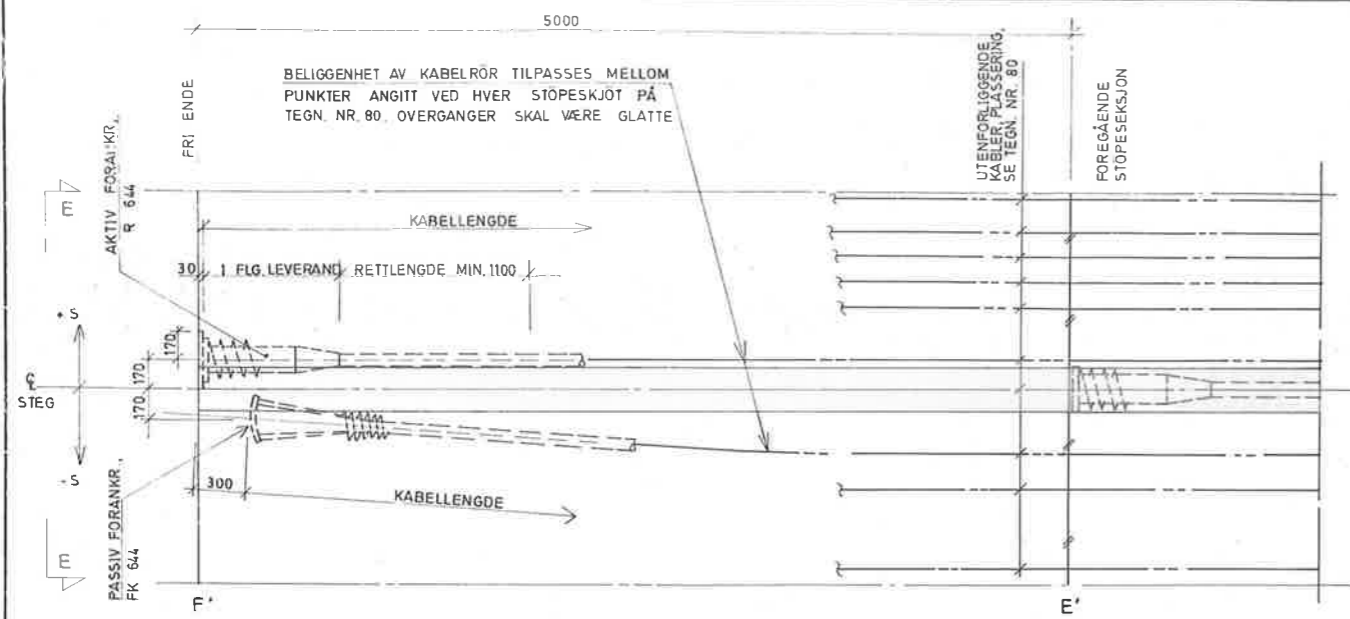 5000
BELIGGENHET AV KABELRÖR TILPASSES MELLOM
PUNKTER ANGITT VED HVER STÖPESKJÖT PÅ
TEGN. NR. 80. OVERGANGER SKAL VÆRE GLATTE
FRI ENDE
UTENFORLIGGENDE
KABLER, PLASSERING,
SE TEGN. NR. 80
FOREGÅENDE
STÖPESEKSJON
AKTIV FORANKR.,
R 644
E
KABELLENGDE
30
I FLG. LEVERAND
RETTLENGDE MIN. 1100
+ S
170
170
℄
STEG
170
- S
300
KABELLENGDE
PASSIV FORANKR.,
FK 644
E
F'
E'